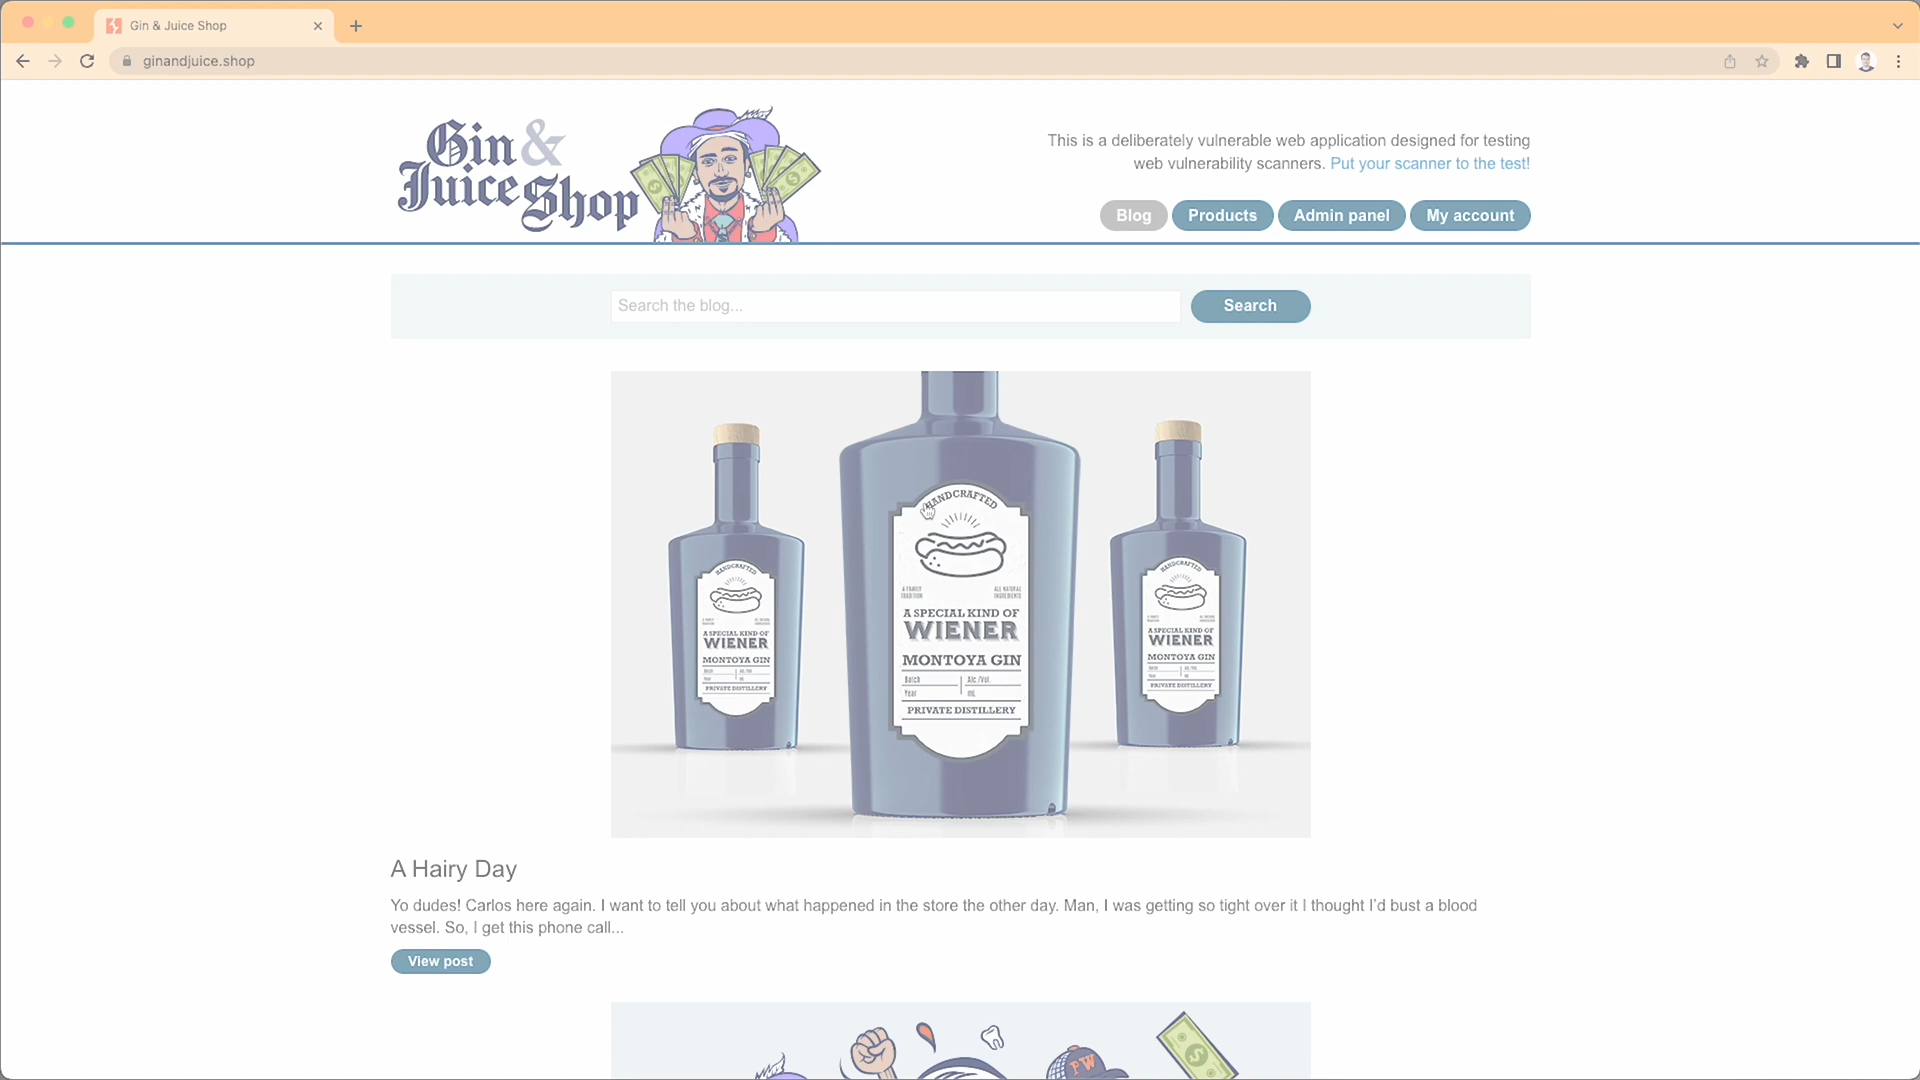 Gin & Juice Shop
ginandjuice.shop
Gin &
Juice Shop
This is a deliberately vulnerable web application designed for testing
web vulnerability scanners. Put your scanner to the test!
Blog
Products
Admin panel
My account
Search the blog...
Search
HANDCRAFTED
A FAMILY TRADITION
ALL NATURAL INGREDIENTS
A SPECIAL KIND OF
WIENER
MONTOYA GIN
Batch
Alc./Vol.
Year
mL
PRIVATE DISTILLERY
HANDCRAFTED
A SPECIAL KIND OF
WIENER
MONTOYA GIN
PRIVATE DISTILLERY
HANDCRAFTED
A SPECIAL KIND OF
WIENER
MONTOYA GIN
PRIVATE DISTILLERY
A Hairy Day
Yo dudes! Carlos here again. I want to tell you about what happened in the store the other day. Man, I was getting so tight over it I thought I'd bust a blood
vessel. So, I get this phone call...
View post
PW